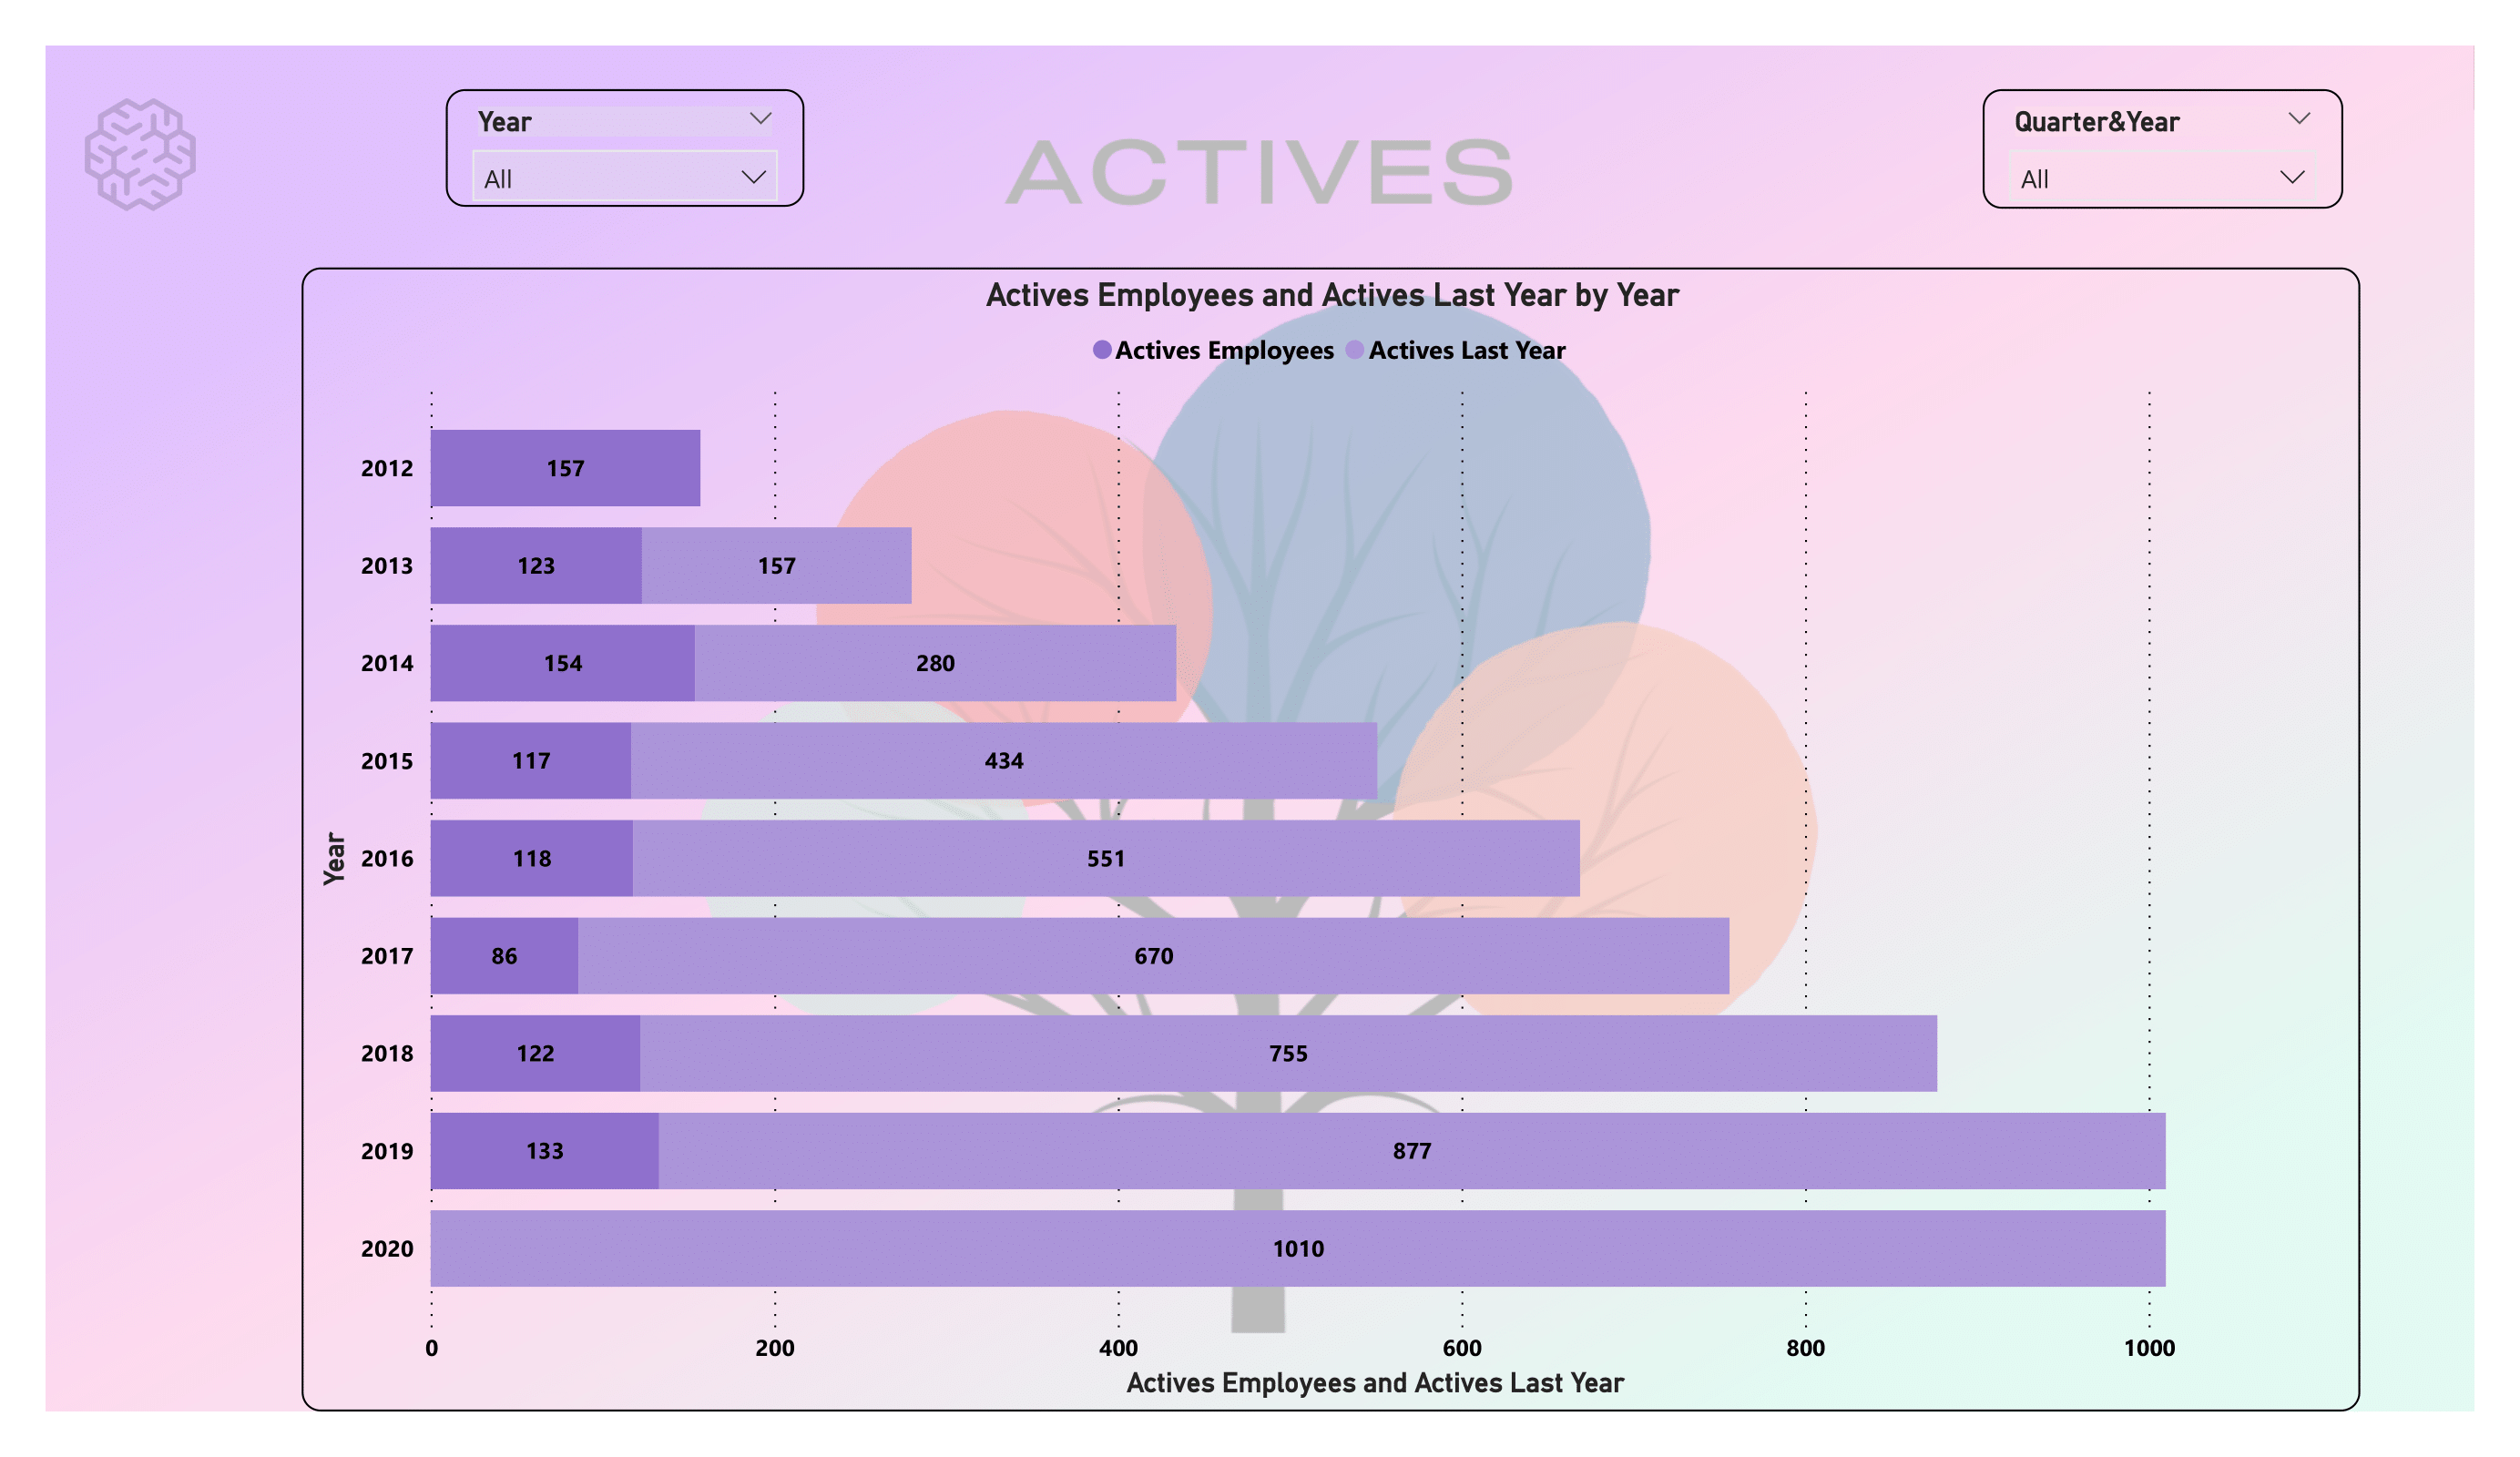 Year
All
ACTIVES
Quarter&Year
All
Actives Employees and Actives Last Year by Year
Actives Employees Actives Last Year
2012 157
2013 123 157
2014 154 280
2015 117 434
2016 118 551
2017 86 670
2018 122 755
2019 133 877
2020 1010
Year
0 200 400 600 800 1000
Actives Employees and Actives Last Year